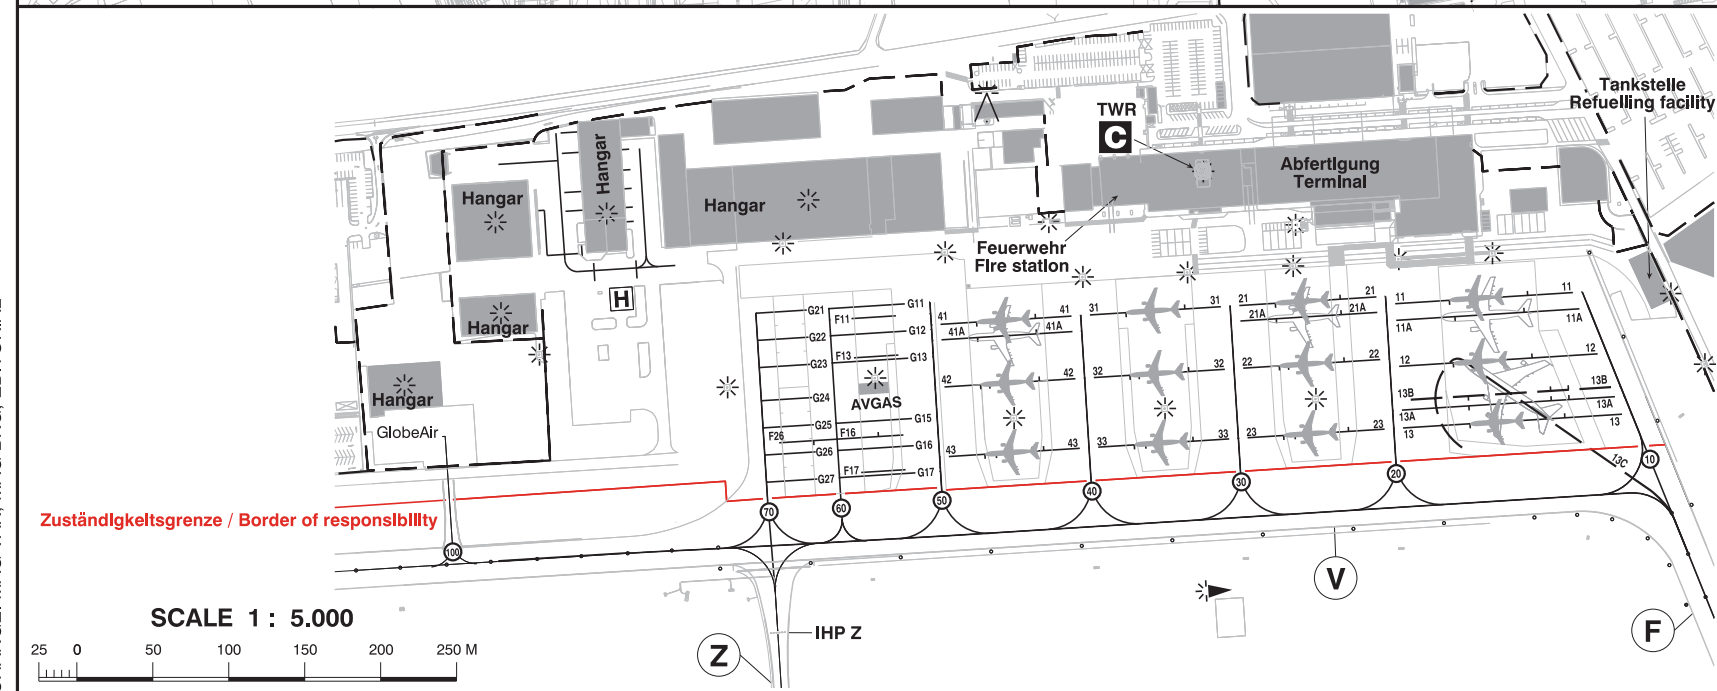 Tankstelle
Refuelling facility
TWR
C
Abfertigung
Terminal
Hangar
Hangar
Hangar
Feuerwehr
Fire station
H
Hangar
Hangar
GlobeAir
G21
G22
G23
G24
G25
G26
G27
F26
G11
F11
G12
F13
G13
AVGAS
G15
F16
G16
F17
G17
41
41
41A
41A
42
42
43
43
31
31
32
32
33
33
21
21
21A
21A
22
22
23
23
11
11
11A
11A
12
12
13B
13B
13A
13A
13
13
13C
Zuständigkeitsgrenze / Border of responsibility
100
70
60
50
40
30
20
10
V
F
Z
IHP Z
SCALE 1 : 5.000
25 0 50 100 150 200 250 M